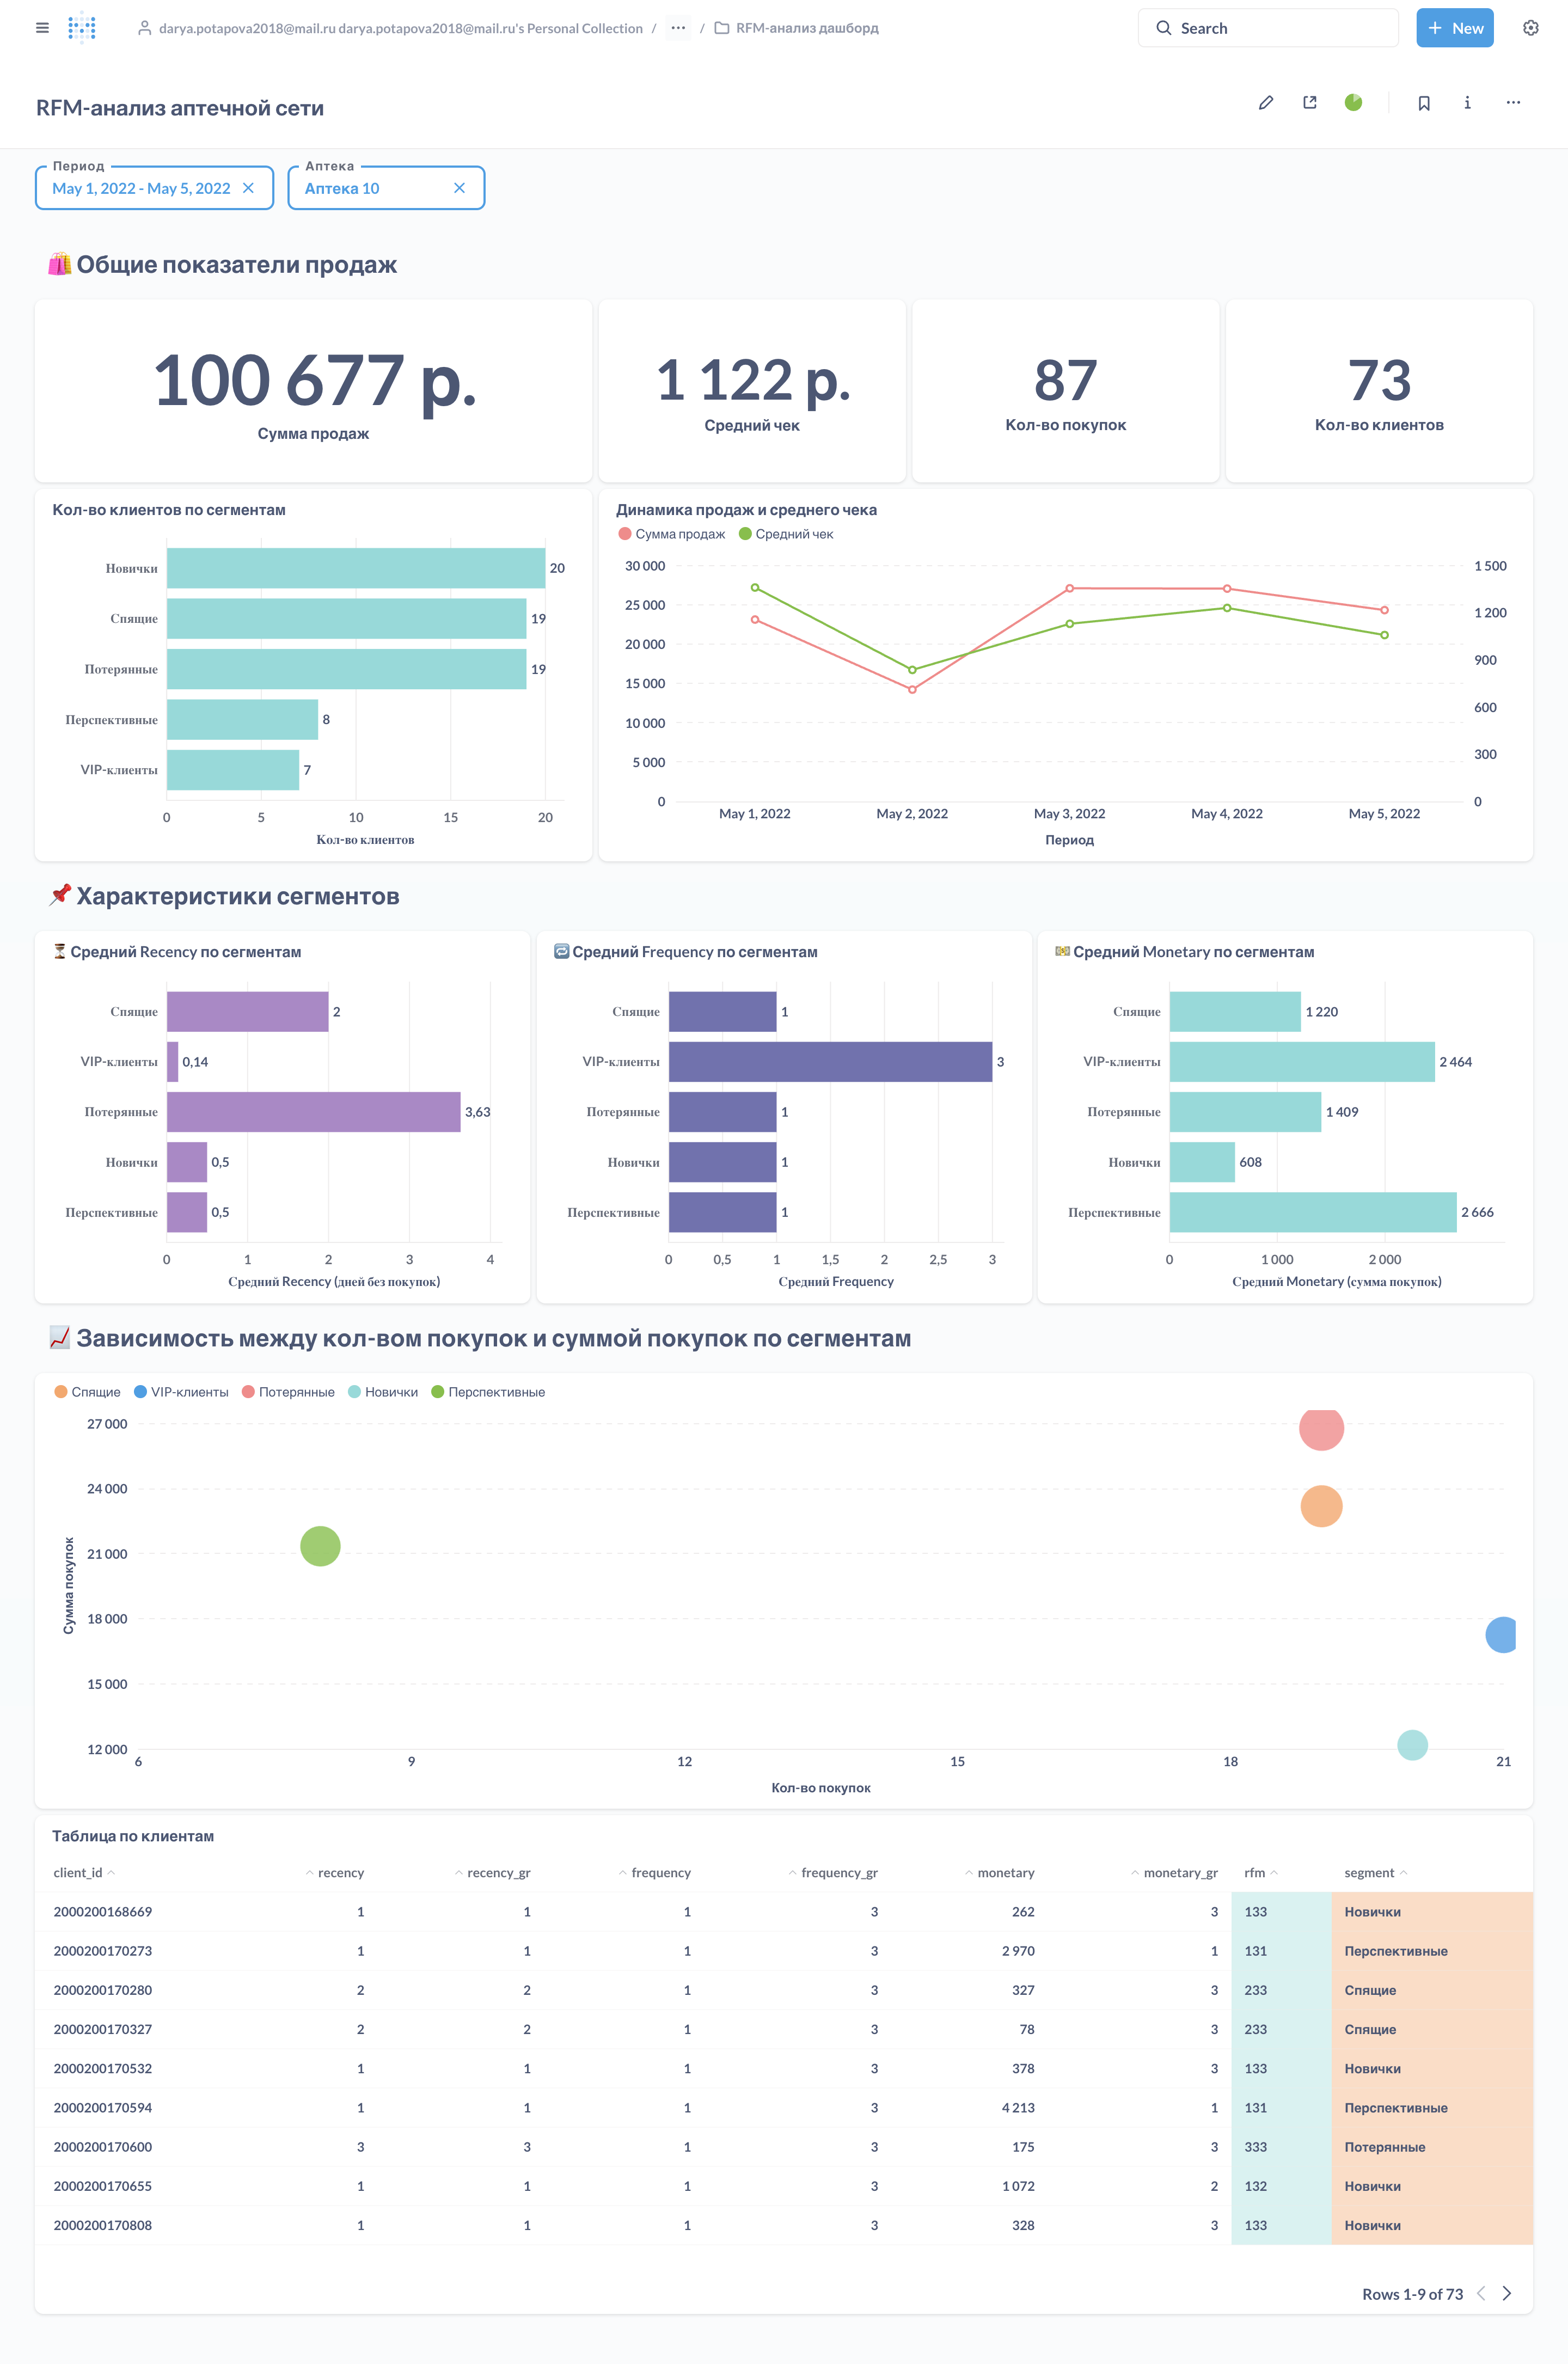 darya.potapova2018@mail.ru darya.potapova2018@mail.ru's Personal Collection / ... / RFM-анализ дашборд
Search
+ New
RFM-анализ аптечной сети
Период
May 1, 2022 - May 5, 2022
Аптека
Аптека 10
Общие показатели продаж
100 677 р.
Сумма продаж
1 122 р.
Средний чек
87
Кол-во покупок
73
Кол-во клиентов
Кол-во клиентов по сегментам
Новички 20
Спящие 19
Потерянные 19
Перспективные 8
VIP-клиенты 7
0 5 10 15 20
Кол-во клиентов
Динамика продаж и среднего чека
Сумма продаж Средний чек
30 000
25 000
20 000
15 000
10 000
5 000
0
1 500
1 200
900
600
300
0
May 1, 2022 May 2, 2022 May 3, 2022 May 4, 2022 May 5, 2022
Период
Характеристики сегментов
Средний Recency по сегментам
Спящие 2
VIP-клиенты 0,14
Потерянные 3,63
Новички 0,5
Перспективные 0,5
0 1 2 3 4
Средний Recency (дней без покупок)
Средний Frequency по сегментам
Спящие 1
VIP-клиенты 3
Потерянные 1
Новички 1
Перспективные 1
0 0,5 1 1,5 2 2,5 3
Средний Frequency
Средний Monetary по сегментам
Спящие 1 220
VIP-клиенты 2 464
Потерянные 1 409
Новички 608
Перспективные 2 666
0 1 000 2 000
Средний Monetary (сумма покупок)
Зависимость между кол-вом покупок и суммой покупок по сегментам
Спящие VIP-клиенты Потерянные Новички Перспективные
27 000
24 000
21 000
18 000
15 000
12 000
Сумма покупок
6 9 12 15 18 21
Кол-во покупок
Таблица по клиентам
client_id recency recency_gr frequency frequency_gr monetary monetary_gr rfm segment
2000200168669 1 1 1 3 262 3 133 Новички
2000200170273 1 1 1 3 2 970 1 131 Перспективные
2000200170280 2 2 1 3 327 3 233 Спящие
2000200170327 2 2 1 3 78 3 233 Спящие
2000200170532 1 1 1 3 378 3 133 Новички
2000200170594 1 1 1 3 4 213 1 131 Перспективные
2000200170600 3 3 1 3 175 3 333 Потерянные
2000200170655 1 1 1 3 1 072 2 132 Новички
2000200170808 1 1 1 3 328 3 133 Новички
Rows 1-9 of 73